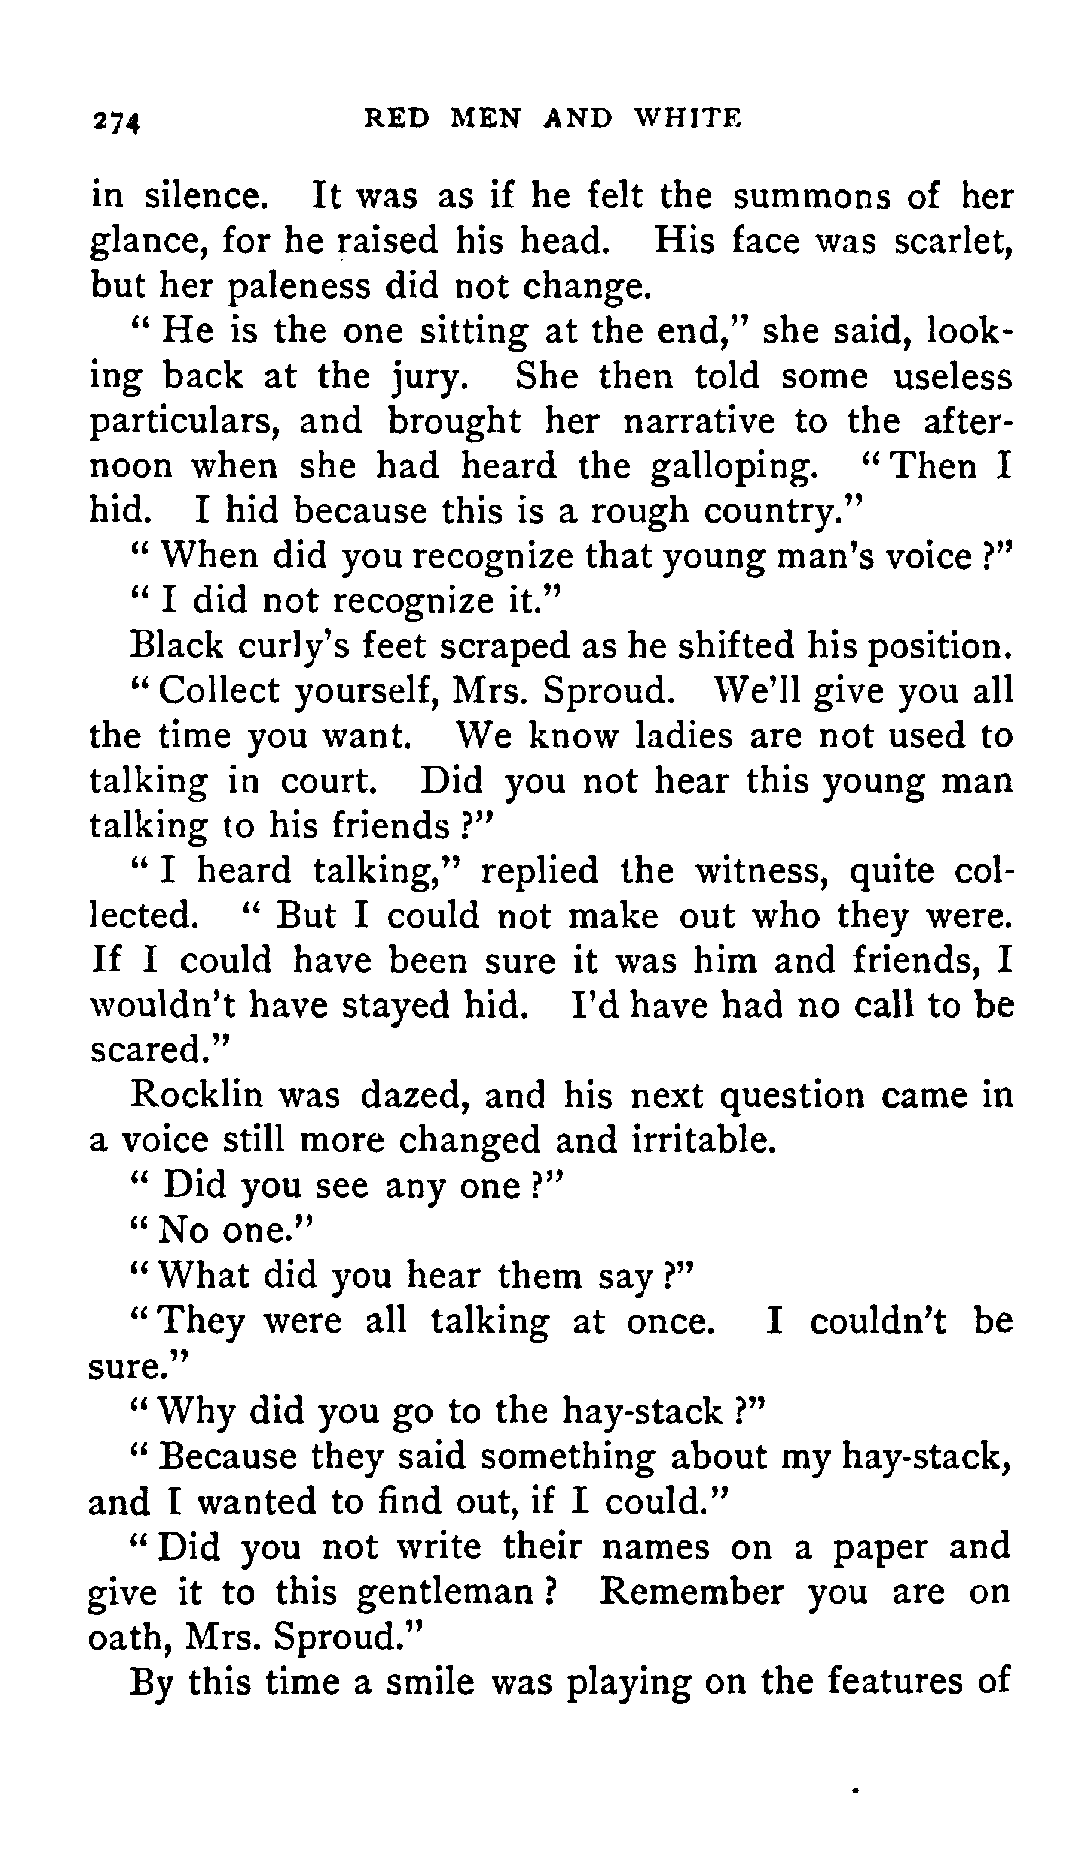 274 RED MEN AND WHITE
in silence. It was as if he felt the summons of her
glance, for he raised his head. His face was scarlet,
but her paleness did not change.
“ He is the one sitting at the end,” she said, look-
ing back at the jury. She then told some useless
particulars, and brought her narrative to the after-
noon when she had heard the galloping. “ Then I
hid. I hid because this is a rough country.”
“ When did you recognize that young man’s voice ?”
“ I did not recognize it.”
Black curly’s feet scraped as he shifted his position.
“ Collect yourself, Mrs. Sproud. We’ll give you all
the time you want. We know ladies are not used to
talking in court. Did you not hear this young man
talking to his friends ?”
“ I heard talking,” replied the witness, quite col-
lected. “ But I could not make out who they were.
If I could have been sure it was him and friends, I
wouldn’t have stayed hid. I’d have had no call to be
scared.”
Rocklin was dazed, and his next question came in
a voice still more changed and irritable.
“ Did you see any one ?”
“ No one.”
“ What did you hear them say ?”
“ They were all talking at once. I couldn’t be
sure.”
“ Why did you go to the hay-stack ?”
“ Because they said something about my hay-stack,
and I wanted to find out, if I could.”
“ Did you not write their names on a paper and
give it to this gentleman ? Remember you are on
oath, Mrs. Sproud.”
By this time a smile was playing on the features of